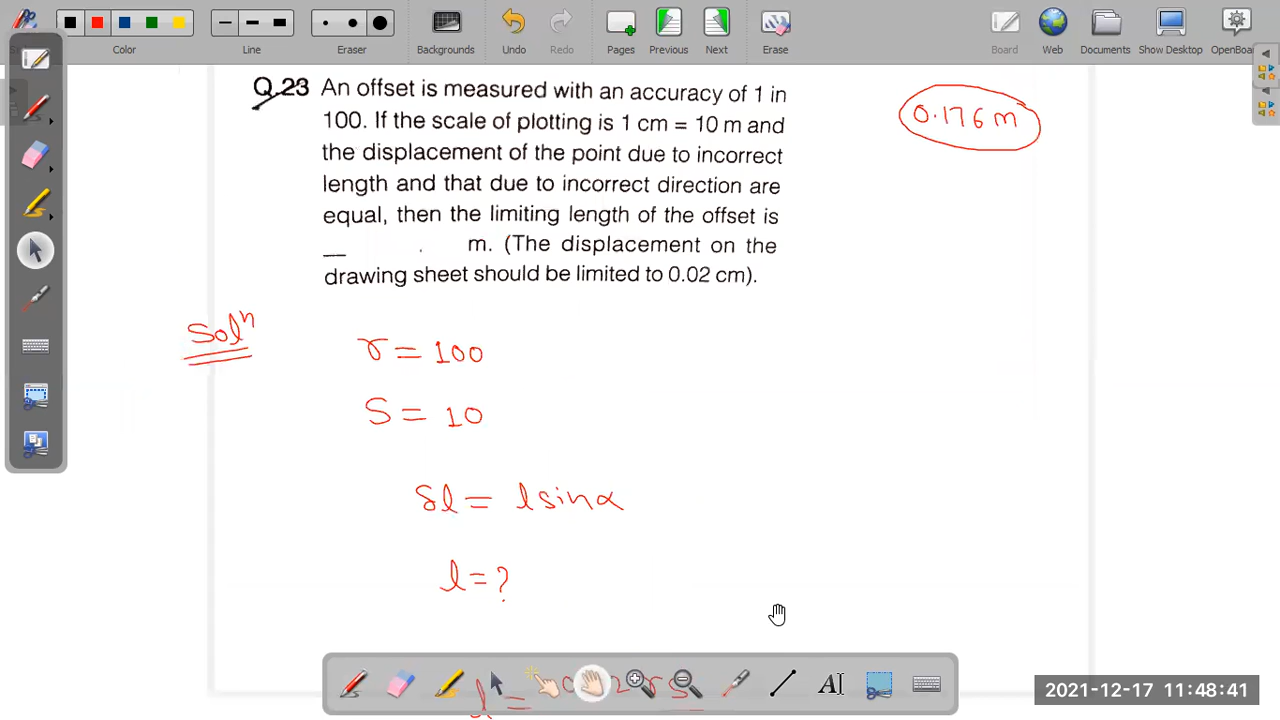 Color
Line
Eraser
Backgrounds
Undo
Redo
Pages
Previous
Next
Erase
Board
Web
Documents
Show Desktop
OpenBoa
Q.23 An offset is measured with an accuracy of 1 in
100. If the scale of plotting is 1 cm = 10 m and
the displacement of the point due to incorrect
length and that due to incorrect direction are
equal, then the limiting length of the offset is
__ m. (The displacement on the
drawing sheet should be limited to 0.02 cm).
0.176 m
Solⁿ
r = 100
S = 10
δl = l sin α
l = ?
l =
2021-12-17 11:48:41